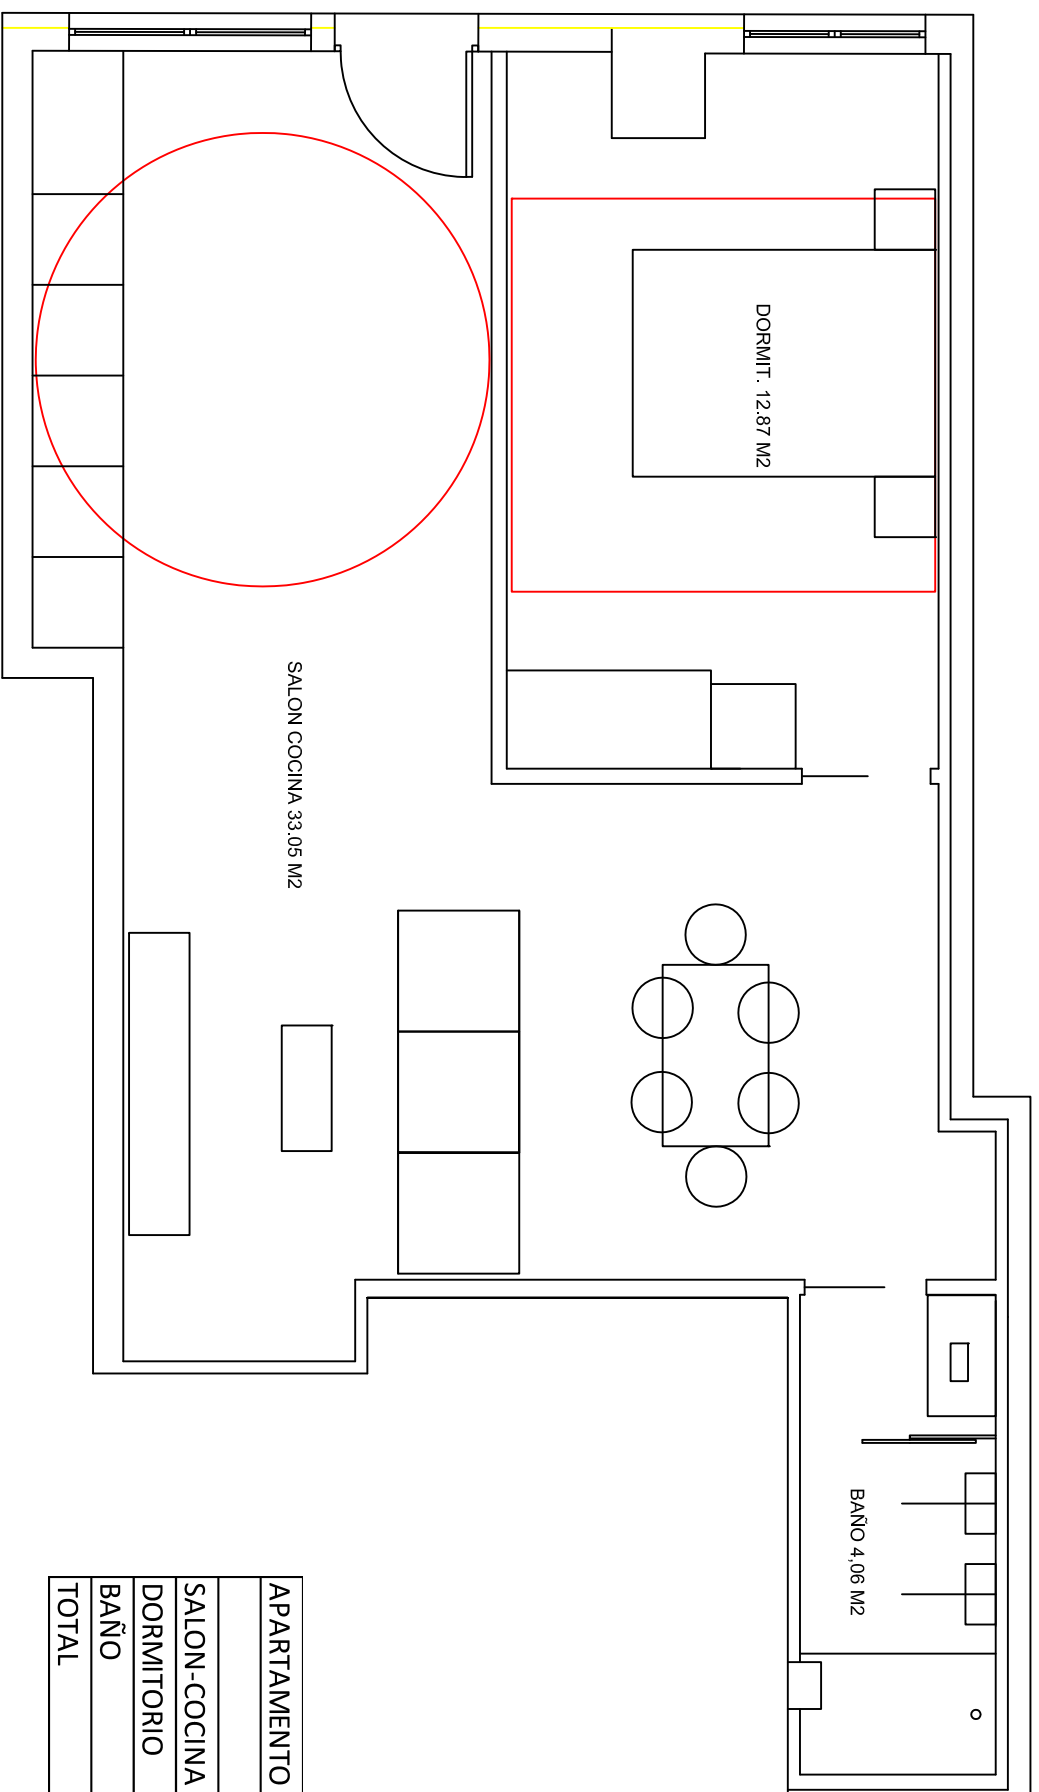 DORMIT. 12.87 M2
SALON COCINA 33.05 M2
BAÑO 4,06 M2
APARTAMENTO
SALON-COCINA
DORMITORIO
BAÑO
TOTAL